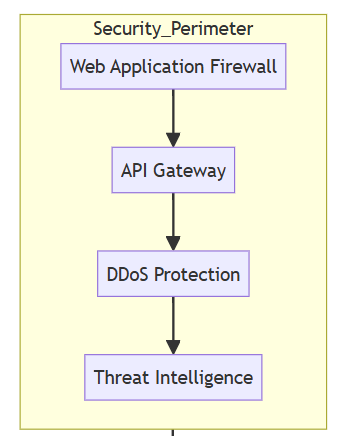 Security_Perimeter
Web Application Firewall
API Gateway
DDoS Protection
Threat Intelligence